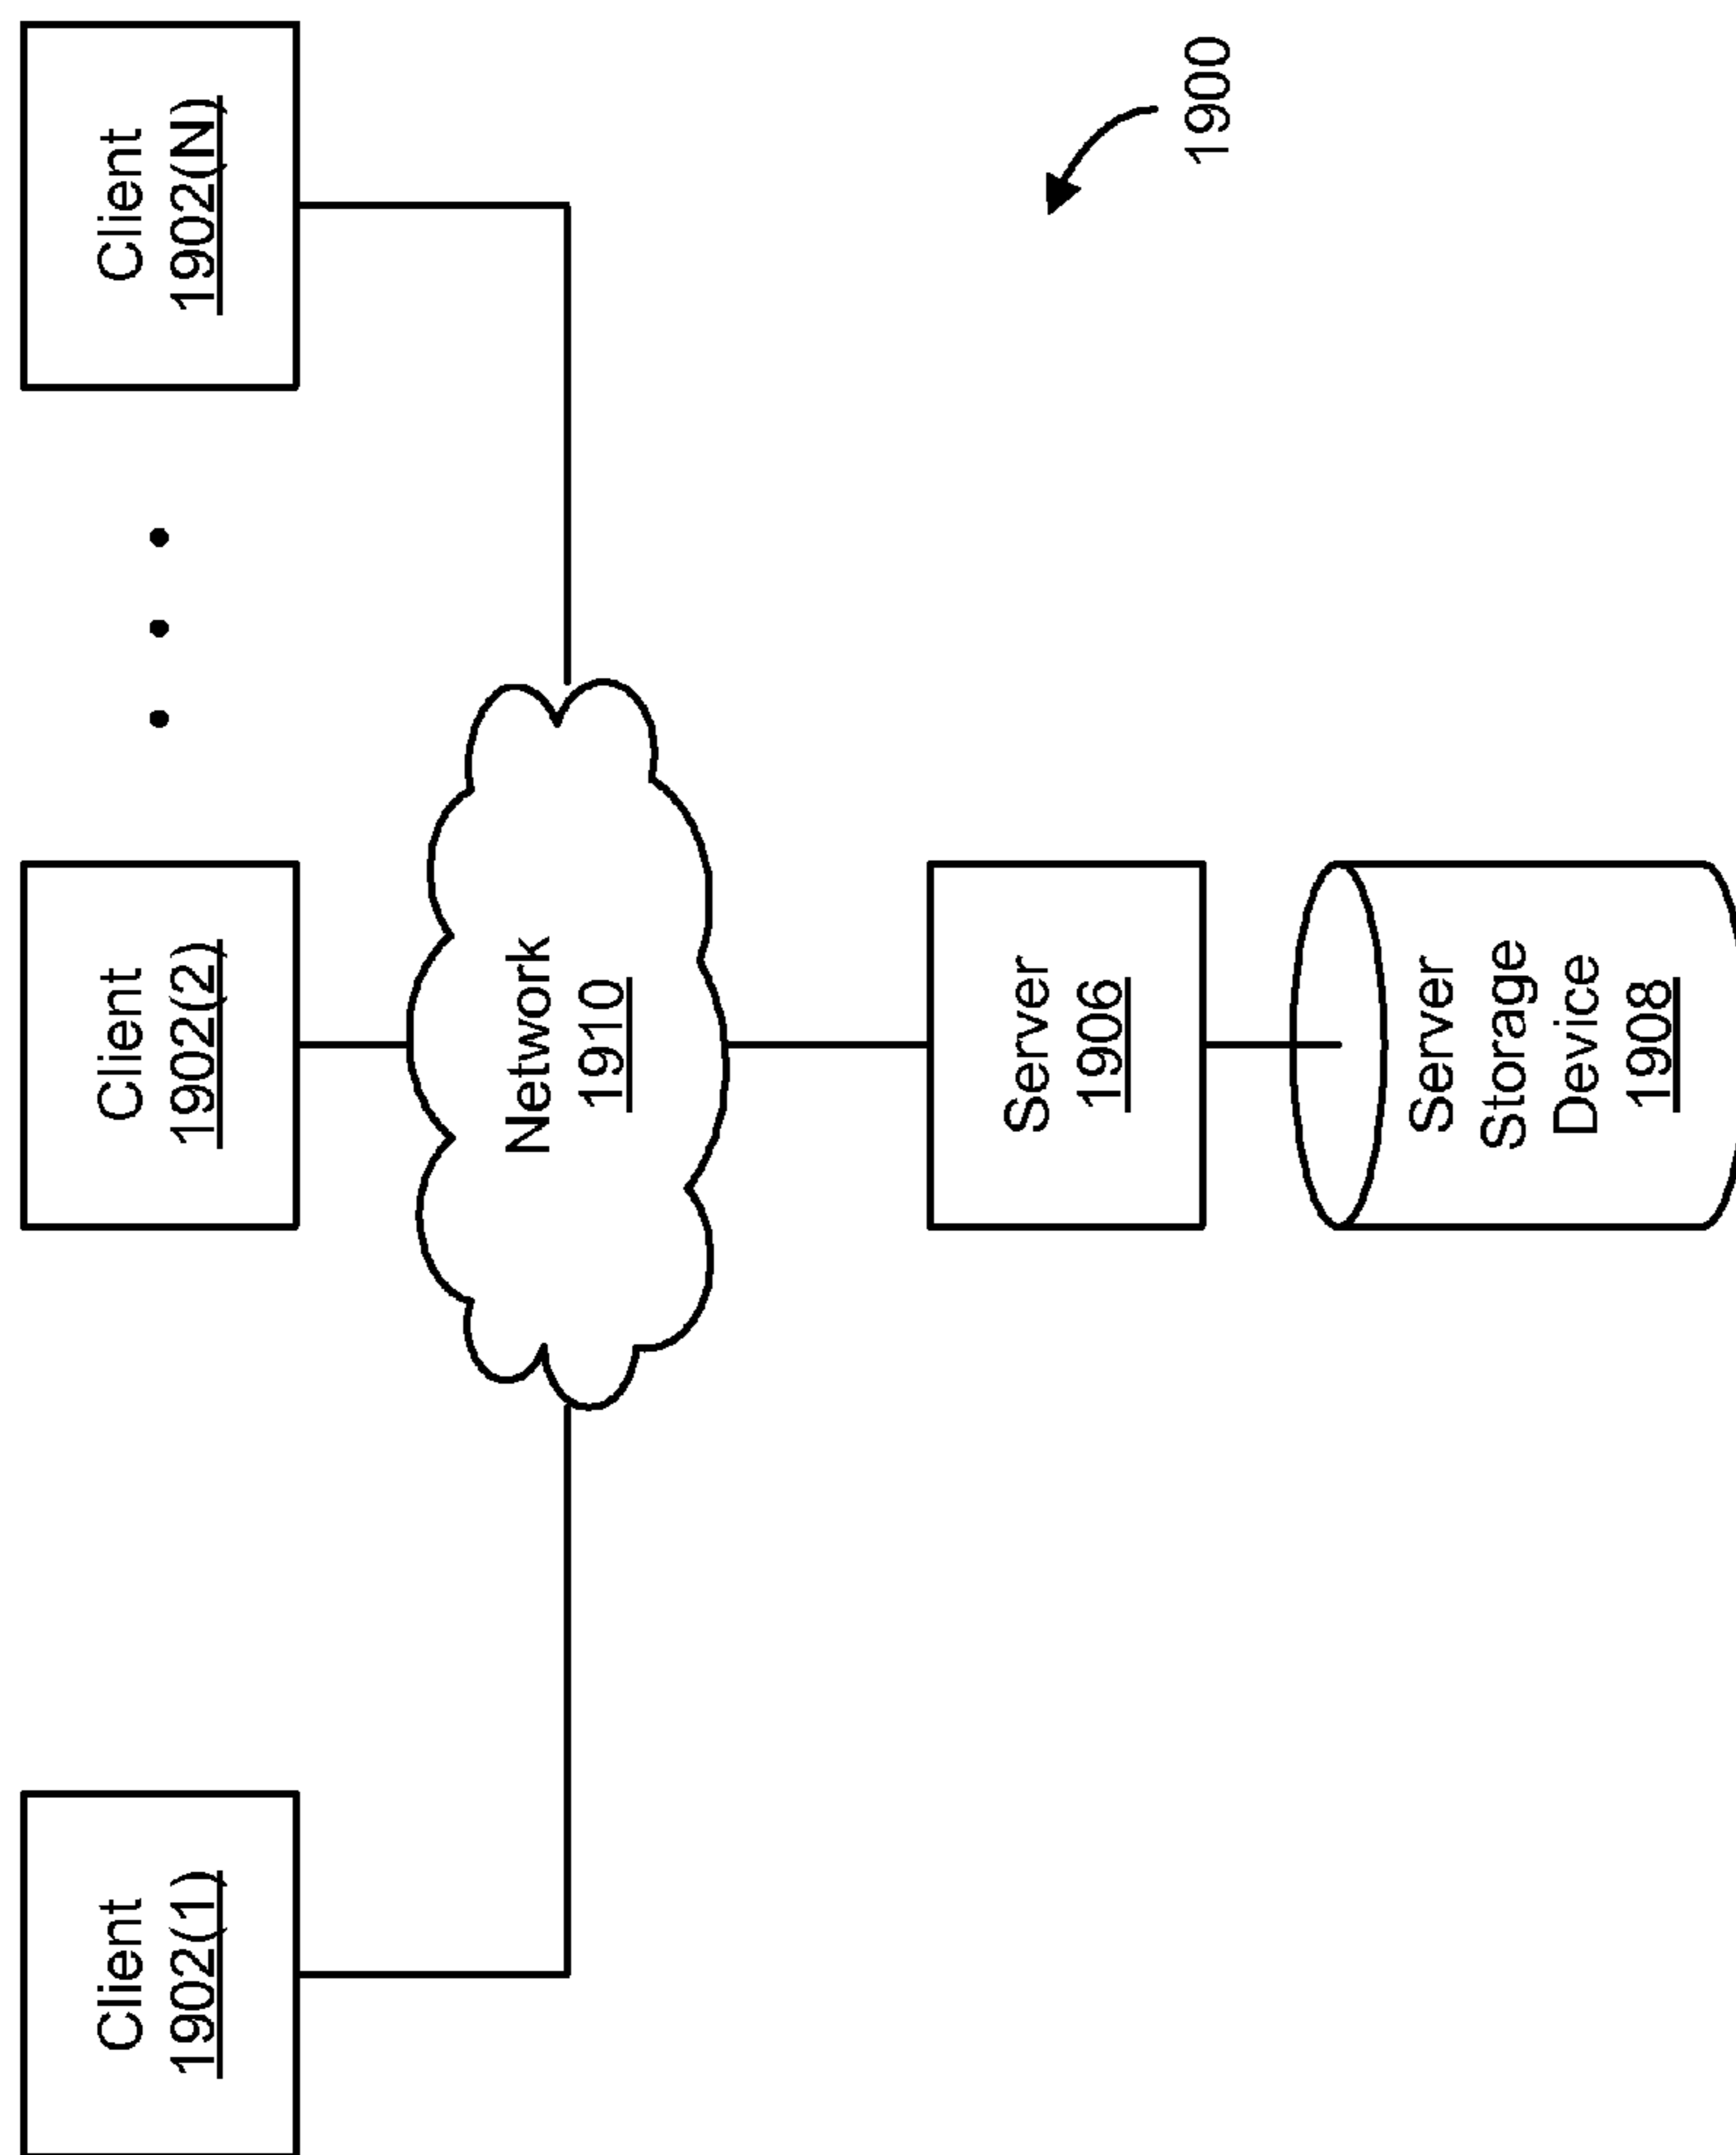 Client
1902(1)
Client
1902(2)
Client
1902(N)
Network
1910
Server
1906
Server
Storage
Device
1908
1900